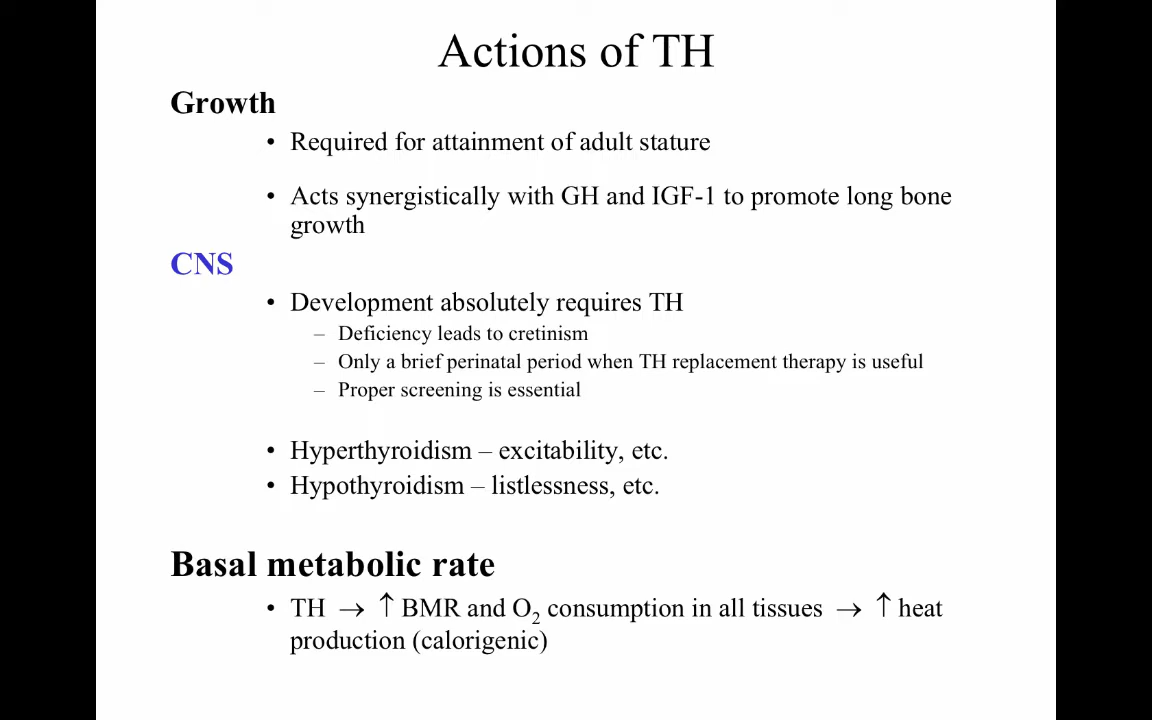 Actions of TH
Growth
• Required for attainment of adult stature
• Acts synergistically with GH and IGF-1 to promote long bone
growth
CNS
• Development absolutely requires TH
– Deficiency leads to cretinism
– Only a brief perinatal period when TH replacement therapy is useful
– Proper screening is essential
• Hyperthyroidism – excitability, etc.
• Hypothyroidism – listlessness, etc.
Basal metabolic rate
• TH → ↑ BMR and O₂ consumption in all tissues → ↑ heat
production (calorigenic)